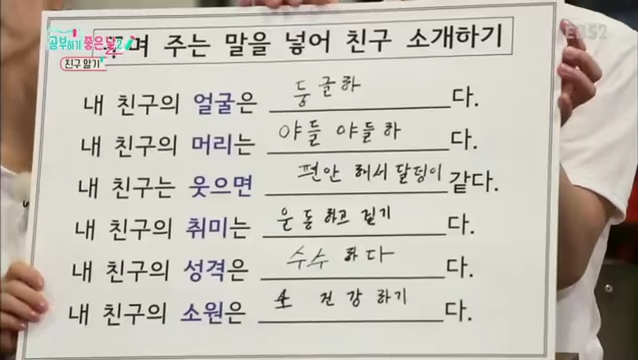 공부하기 좋은 날2
친구 알기
EBS2
며 주는 말을 넣어 친구 소개하기
내 친구의 얼굴은 둥글하다.
내 친구의 머리는 야들 야들하다.
내 친구는 웃으면 편안해서 달덩이 같다.
내 친구의 취미는 운동하고 걷기다.
내 친구의 성격은 수수하다다.
내 친구의 소원은 건강하기다.